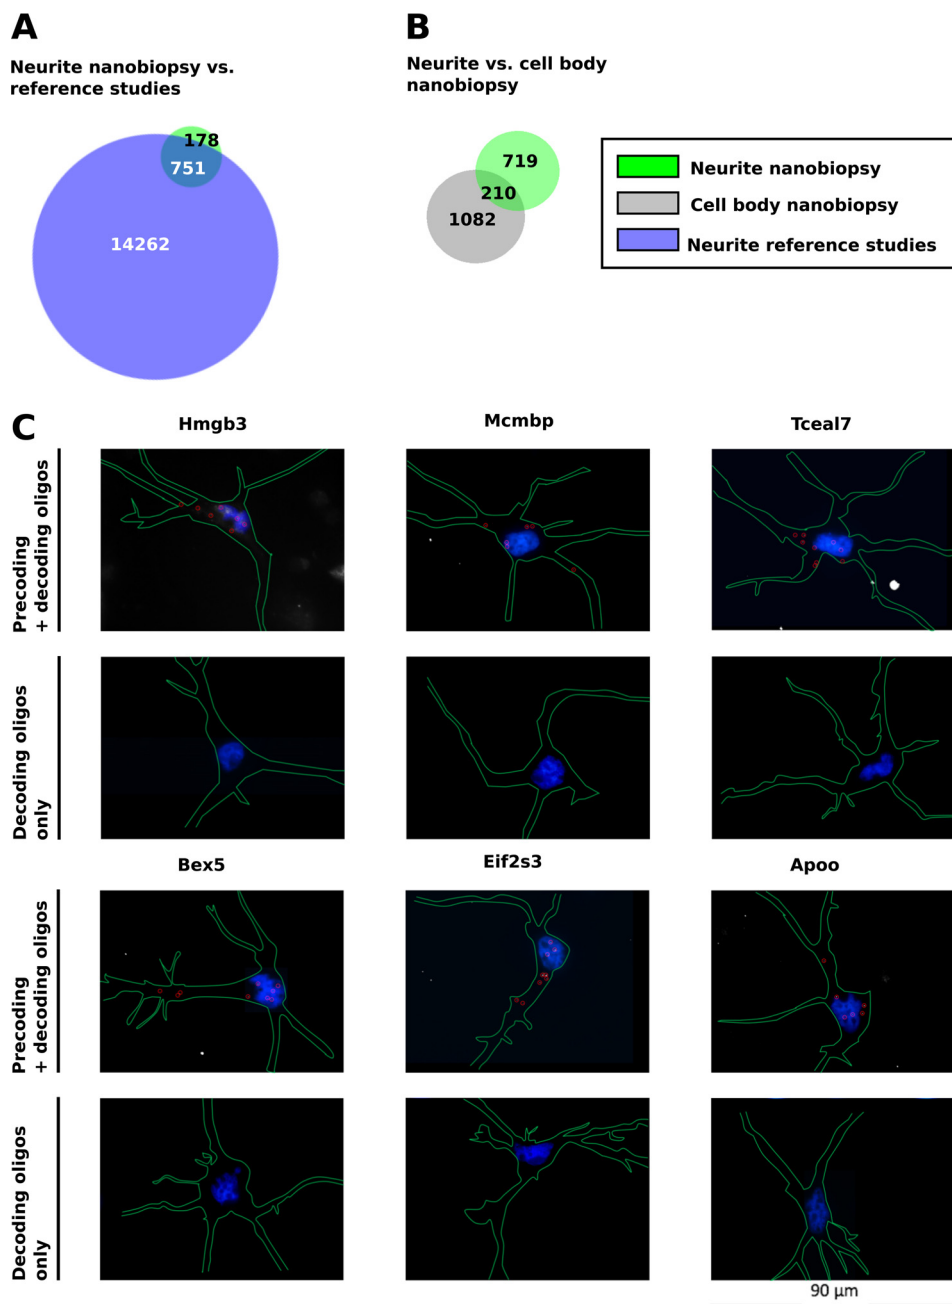 A
B
Neurite nanobiopsy vs.
reference studies
Neurite vs. cell body
nanobiopsy
178
751
14262
719
210
1082
Neurite nanobiopsy
Cell body nanobiopsy
Neurite reference studies
C
Hmgb3
Mcmbp
Tceal7
Precoding
+ decoding oligos
Decoding oligos
only
Bex5
Eif2s3
Apoo
Precoding
+ decoding oligos
Decoding oligos
only
90 µm